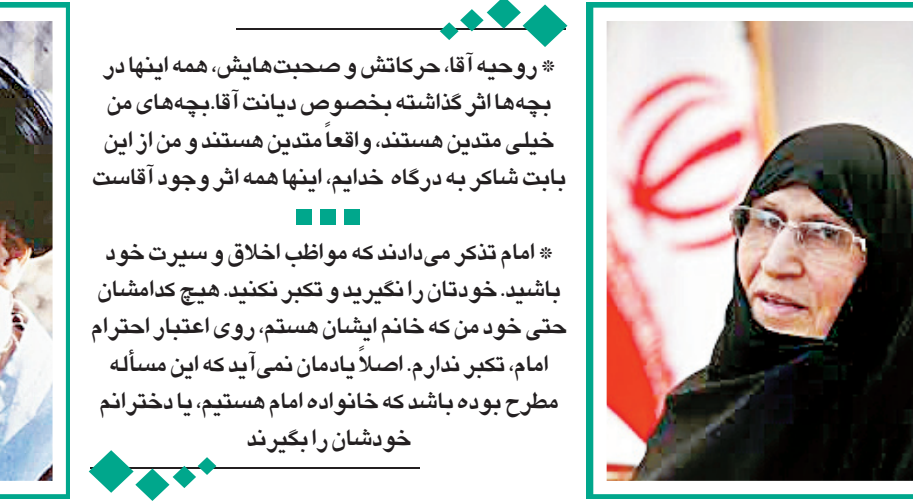 * روحیه آقا، حرکاتش و صحبت‌هایش، همه اینها در
بچه‌ها اثر گذاشته بخصوص دیانت آقا.بچه‌های من
خیلی متدین هستند، واقعاً متدین هستند و من از این
بابت شاکر به درگاه خدایم، اینها همه اثر وجود آقاست
* امام تذکر می‌دادند که مواظب اخلاق و سیرت خود
باشید. خودتان را نگیرید و تکبر نکنید. هیچ کدامشان
حتی خود من که خانم ایشان هستم، روی اعتبار احترام
امام، تکبر ندارم. اصلاً یادمان نمی‌آید که این مسأله
مطرح بوده باشد که خانواده امام هستیم، یا دخترانم
خودشان را بگیرند